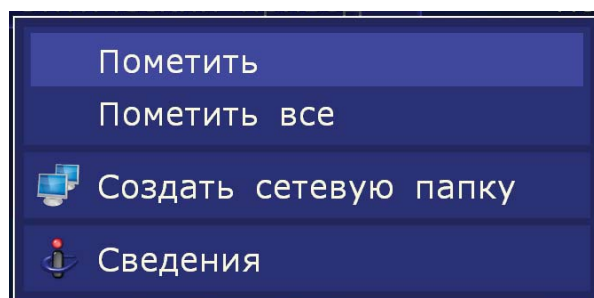 Пометить
Пометить все
Создать сетевую папку
Сведения